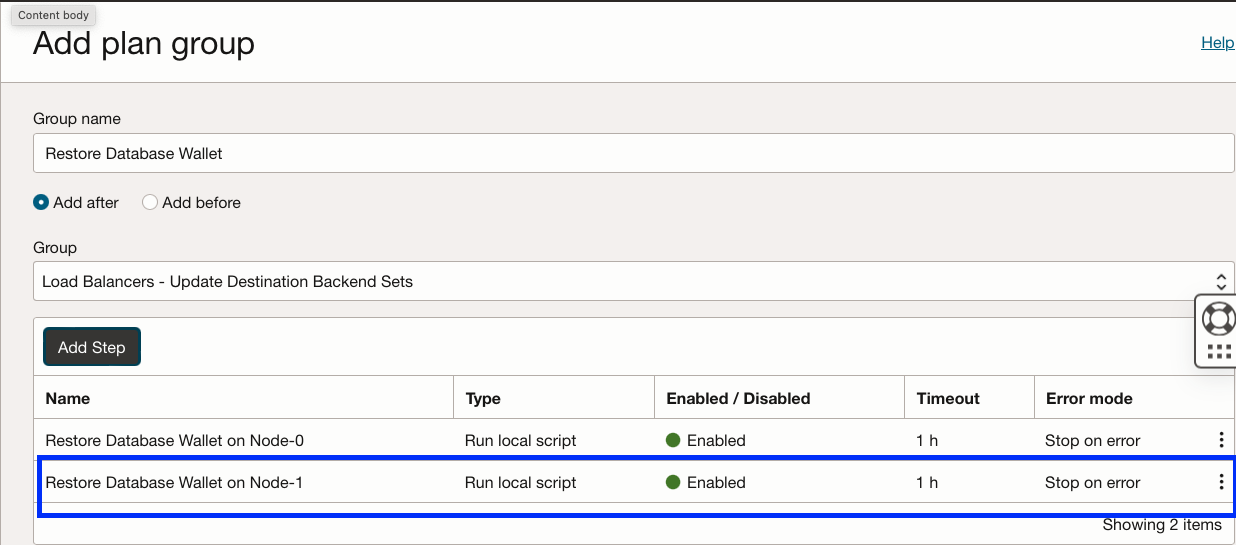 Content body
Add plan group
Help
Group name
Restore Database Wallet
Add after Add before
Group
Load Balancers - Update Destination Backend Sets
Add Step
Name Type Enabled / Disabled Timeout Error mode
Restore Database Wallet on Node-0 Run local script Enabled 1 h Stop on error
Restore Database Wallet on Node-1 Run local script Enabled 1 h Stop on error
Showing 2 items